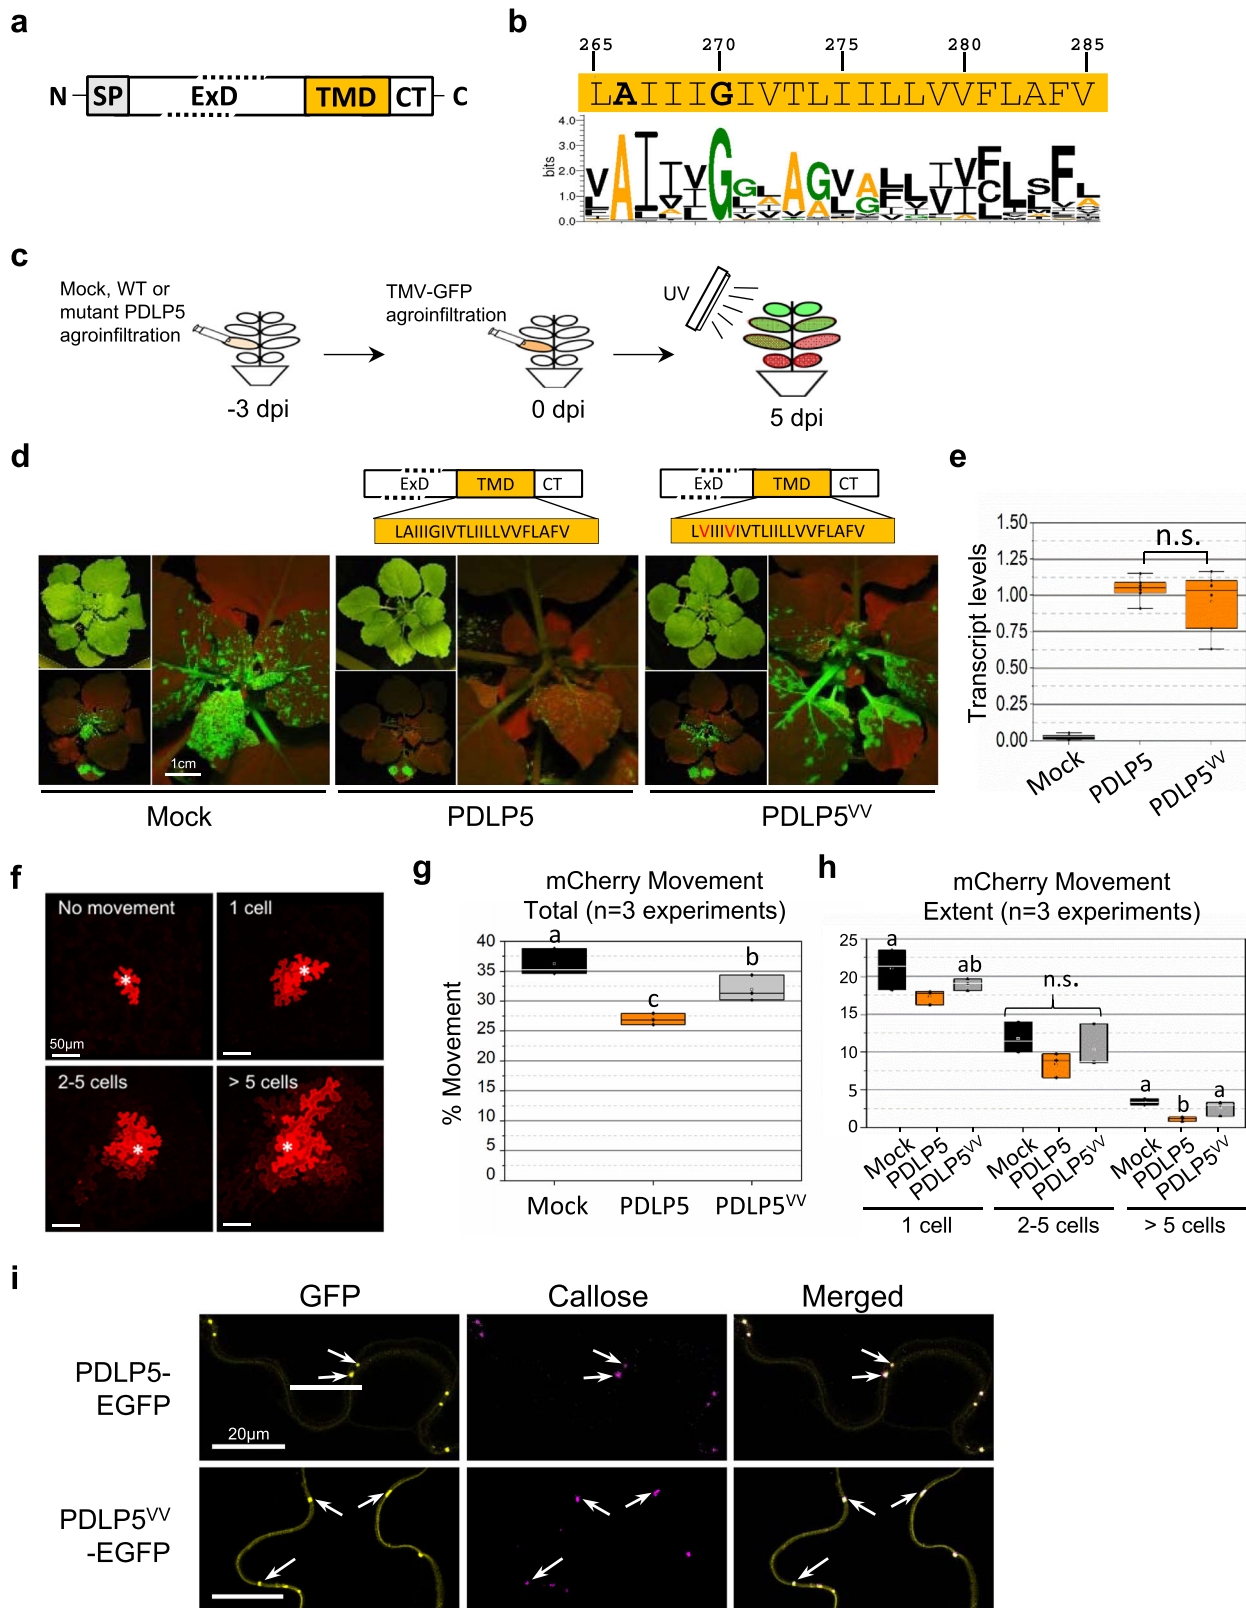 a
N
SP
ExD
TMD
CT
C
b
265 270 275 280 285
LAIIIGIVTLIILLVVFLAFV
bits
4.0
3.0
2.0
1.0
0.0
c
Mock, WT or
mutant PDLP5
agroinfiltration
-3 dpi
TMV-GFP
agroinfiltration
0 dpi
UV
5 dpi
d
ExD TMD CT
LAIIIGIVTLIILLVVFLAFV
ExD TMD CT
LVIIIVIVTLIILLVVFLAFV
1cm
Mock
PDLP5
PDLP5VV
e
Transcript levels
1.50
1.25
1.00
0.75
0.50
0.25
0.00
n.s.
Mock
PDLP5
PDLP5VV
f
No movement
1 cell
50µm
2-5 cells
> 5 cells
g
mCherry Movement
Total (n=3 experiments)
% Movement
40
35
30
25
20
15
10
5
0
a
c
b
Mock
PDLP5
PDLP5VV
h
mCherry Movement
Extent (n=3 experiments)
25
20
15
10
5
0
a
ab
n.s.
a
b
a
Mock
PDLP5
PDLP5VV
Mock
PDLP5
PDLP5VV
Mock
PDLP5
PDLP5VV
1 cell
2-5 cells
> 5 cells
i
GFP
Callose
Merged
PDLP5-
EGFP
20µm
PDLP5VV
-EGFP